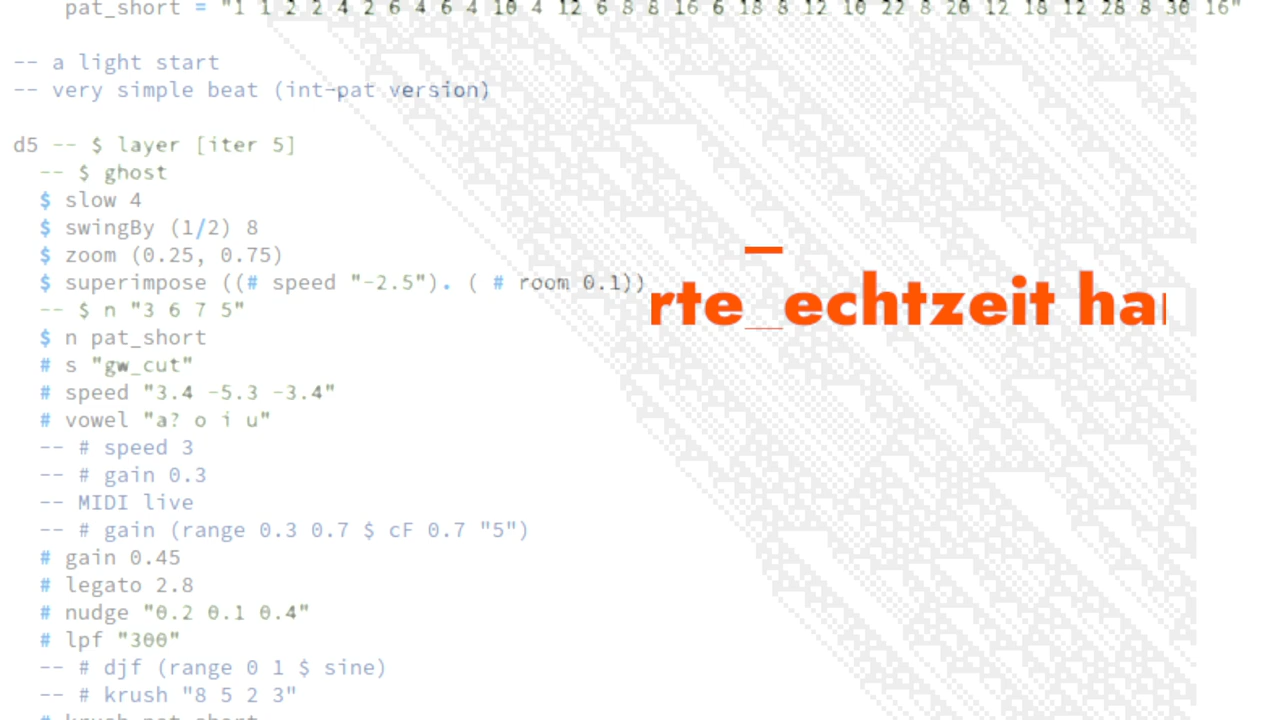 pat_short = "1 1 2 2 4 2 6 4 6 4 10 4 12 6 8 8 16 6 18 8 12 10 22 8 20 12 18 12 28 8 30 16"
-- a light start
-- very simple beat (int-pat version)
d5 -- $ layer [iter 5]
-- $ ghost
$ slow 4
$ swingBy (1/2) 8
$ zoom (0.25, 0.75)
$ superimpose ((# speed "-2.5"). ( # room 0.1))
rte_echtzeit
-- $ n "3 6 7 5"
$ n pat_short
# s "gw_cut"
# speed "3.4 -5.3 -3.4"
# vowel "a? o i u"
-- # speed 3
-- # gain 0.3
-- MIDI live
-- # gain (range 0.3 0.7 $ cF 0.7 "5")
# gain 0.45
# legato 2.8
# nudge "0.2 0.1 0.4"
# lpf "300"
-- # djf (range 0 1 $ sine)
-- # krush "8 5 2 3"
# krush pat_short